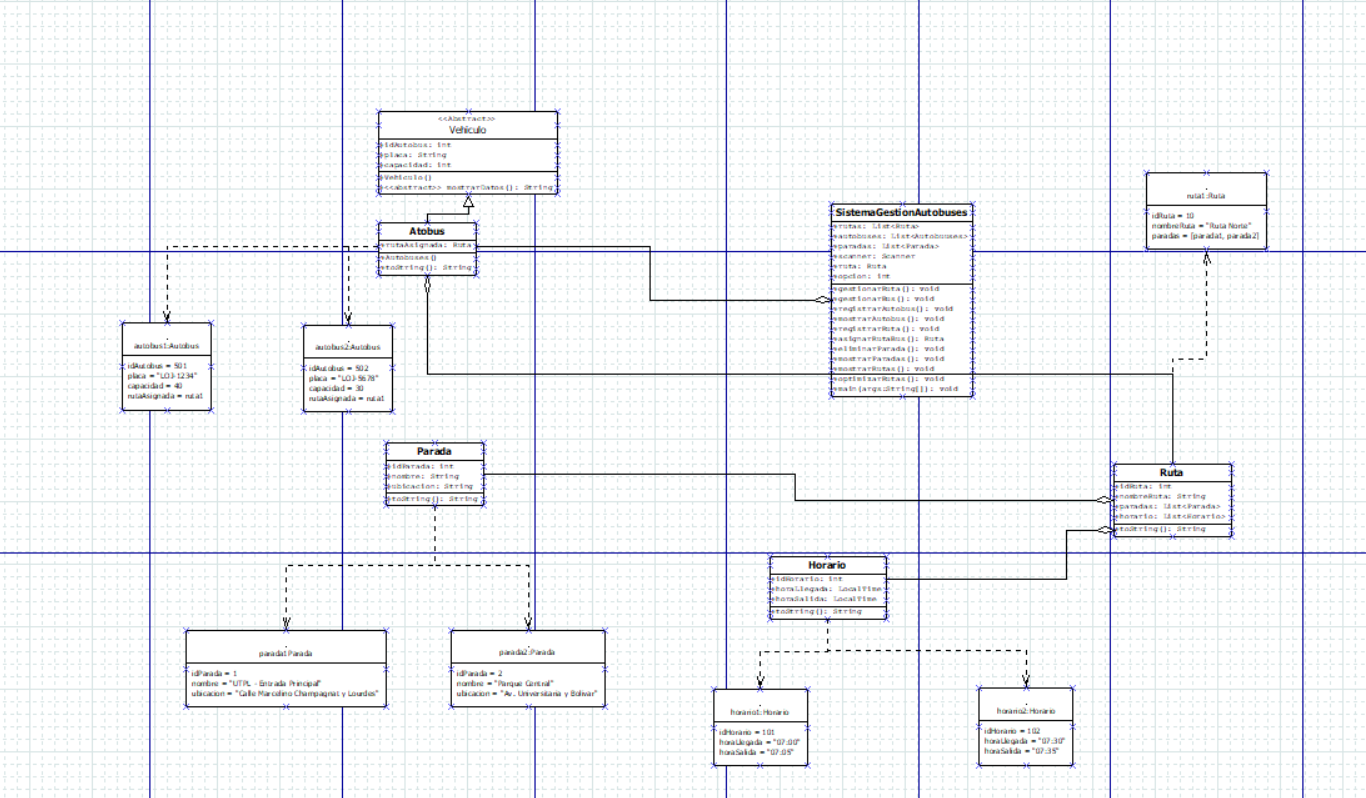 <<Abstract>>
Vehiculo
idAutobus: int
placa: String
capacidad: int
Vehiculo()
<<abstract>> mostrarDatos(): String
Atobus
rutaAsignada: Ruta
Autobuses()
toString(): String
SistemaGestionAutobuses
rutas: List<Ruta>
autobuses: List<Autobuses>
paradas: List<Parada>
scanner: Scanner
ruta: Ruta
opcion: int
gestionarRuta(): void
gestionarBus(): void
registrarAutobus(): void
mostrarAutobus(): void
registrarRuta(): void
asignarRutaBus(): Ruta
eliminarParada(): void
mostrarParadas(): void
mostrarRutas(): void
optimizarRutas(): void
main(args:String[]): void
ruta1:Ruta
idRuta = 10
nombreRuta = "Ruta Norte"
paradas = [parada1, parada2]
autobus1:Autobus
idAutobus = 501
placa = "LOJ-1234"
capacidad = 40
rutaAsignada = ruta1
autobus2:Autobus
idAutobus = 502
placa = "LOJ-5678"
capacidad = 30
rutaAsignada = ruta1
Parada
idParada: int
nombre: String
ubicacion: String
toString(): String
Ruta
idRuta: int
nombreRuta: String
paradas: List<Parada>
horario: List<Horario>
toString(): String
Horario
idHorario: int
horaLlegada: LocalTime
horaSalida: LocalTime
toString(): String
parada1:Parada
idParada = 1
nombre = "UTPL - Entrada Principal"
ubicacion = "Calle Marcelino Champagnat y Lourdes"
parada2:Parada
idParada = 2
nombre = "Parque Central"
ubicacion = "Av. Universitaria y Bolivar"
horario1:Horario
idHorario = 101
horaLlegada = "07:00"
horaSalida = "07:05"
horario2:Horario
idHorario = 102
horaLlegada = "07:30"
horaSalida = "07:35"